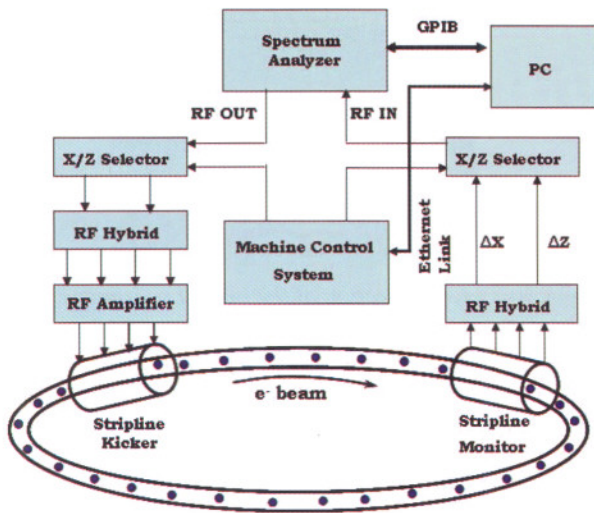 GPIB
Spectrum
Analyzer
PC
RF OUT
RF IN
X/Z Selector
X/Z Selector
RF Hybrid
Machine Control
System
Ethernet
Link
ΔX
ΔZ
RF Amplifier
RF Hybrid
e- beam
Stripline
Kicker
Stripline
Monitor